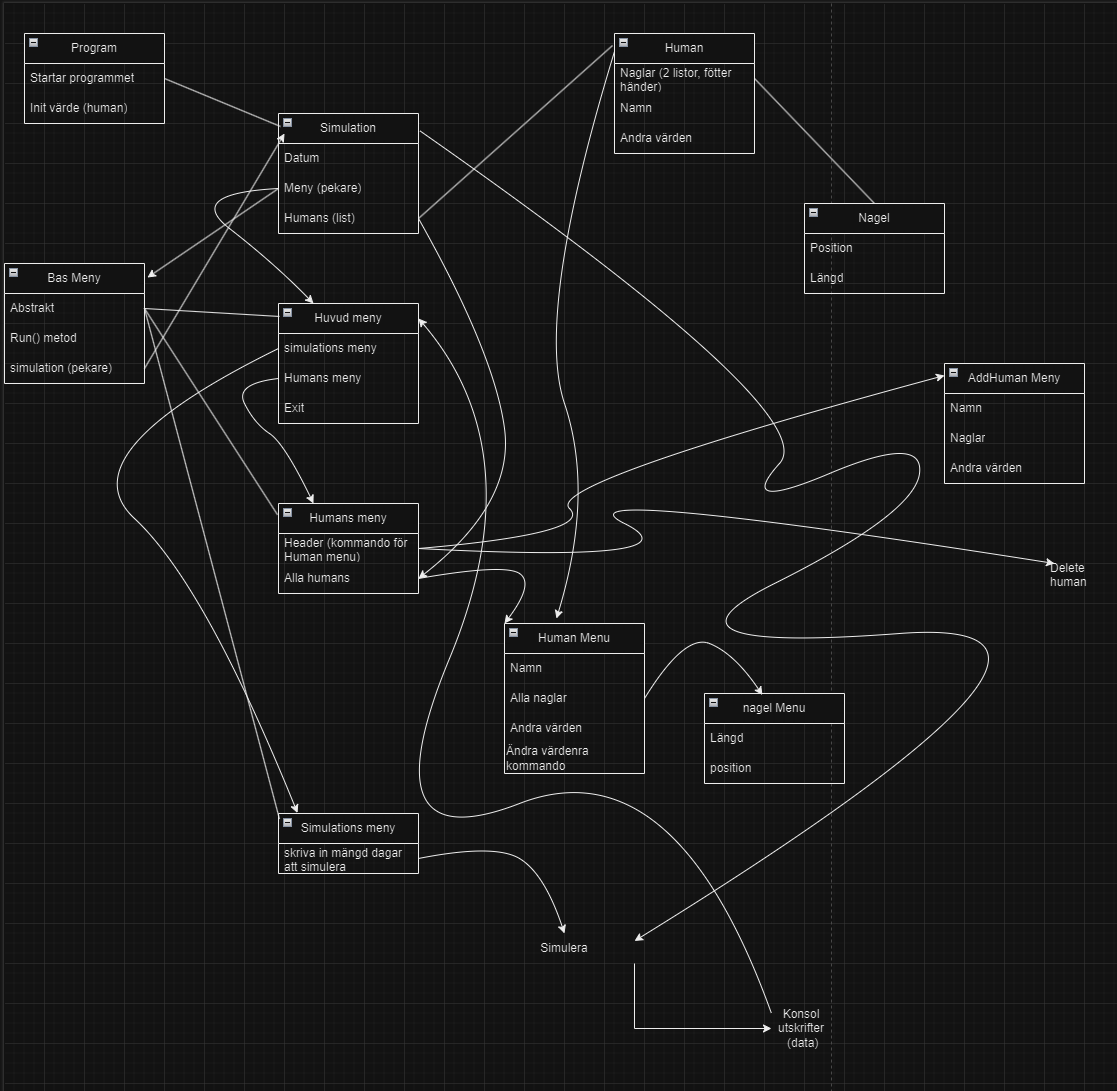 Program
Startar programmet
Init värde (human)
Human
Naglar (2 listor, fötter
händer)
Namn
Andra värden
Simulation
Datum
Meny (pekare)
Humans (list)
Nagel
Position
Längd
Bas Meny
Abstrakt
Run() metod
simulation (pekare)
Huvud meny
simulations meny
Humans meny
Exit
AddHuman Meny
Namn
Naglar
Andra värden
Humans meny
Header (kommando för
Human menu)
Alla humans
Delete
human
Human Menu
Namn
Alla naglar
Andra värden
Ändra värdenra
kommando
nagel Menu
Längd
position
Simulations meny
skriva in mängd dagar
att simulera
Simulera
Konsol
utskrifter
(data)